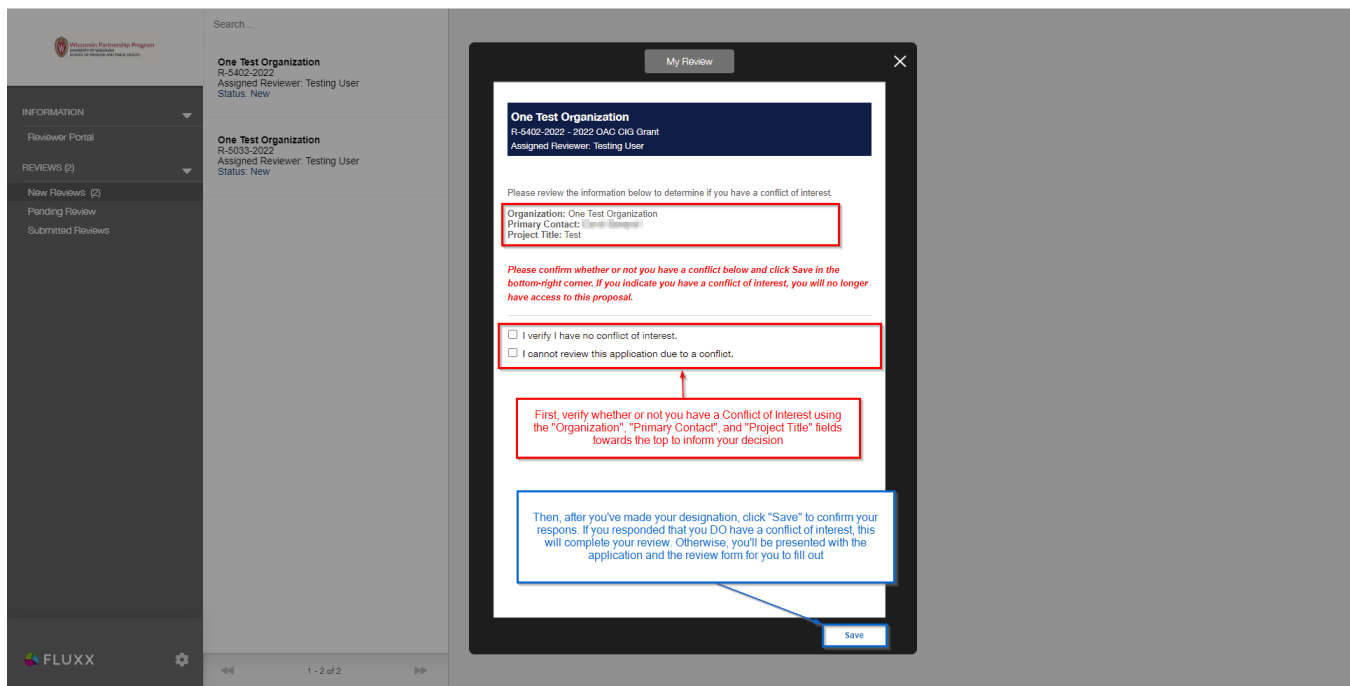 Wisconsin Partnership Program
UNIVERSITY OF WISCONSIN
SCHOOL OF MEDICINE AND PUBLIC HEALTH
INFORMATION
Reviewer Portal
REVIEWS (2)
New Reviews (2)
Pending Review
Submitted Reviews
FLUXX
Search...
One Test Organization
R-5402-2022
Assigned Reviewer: Testing User
Status: New
One Test Organization
R-5033-2022
Assigned Reviewer: Testing User
Status: New
1 - 2 of 2
My Review
One Test Organization
R-5402-2022 - 2022 OAC CIG Grant
Assigned Reviewer: Testing User
Please review the information below to determine if you have a conflict of interest.
Organization: One Test Organization
Primary Contact:
Project Title: Test
Please confirm whether or not you have a conflict below and click Save in the
bottom-right corner. If you indicate you have a conflict of interest, you will no longer
have access to this proposal.
I verify I have no conflict of interest.
I cannot review this application due to a conflict.
First, verify whether or not you have a Conflict of Interest using
the "Organization", "Primary Contact", and "Project Title" fields
towards the top to inform your decision
Then, after you've made your designation, click "Save" to confirm your
respons. If you responded that you DO have a conflict of interest, this
will complete your review. Otherwise, you'll be presented with the
application and the review form for you to fill out
Save